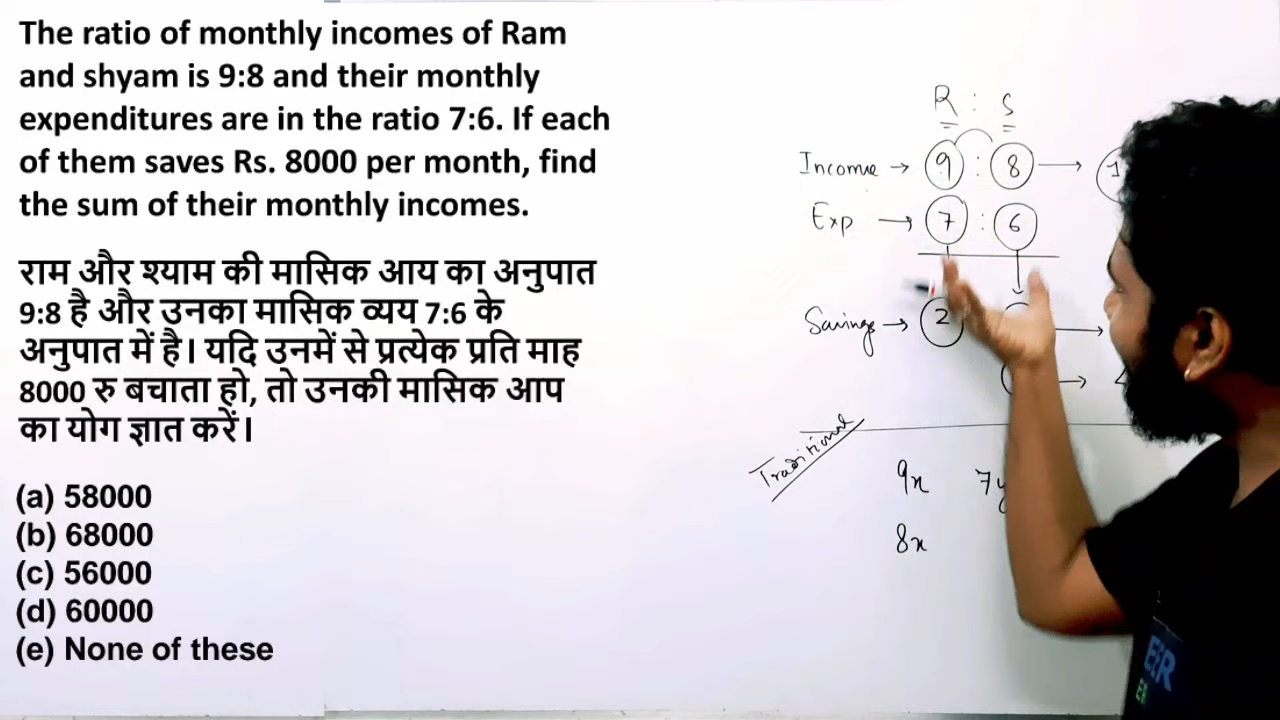 The ratio of monthly incomes of Ram
and shyam is 9:8 and their monthly
expenditures are in the ratio 7:6. If each
of them saves Rs. 8000 per month, find
the sum of their monthly incomes.
राम और श्याम की मासिक आय का अनुपात
9:8 है और उनका मासिक व्यय 7:6 के
अनुपात में है। यदि उनमें से प्रत्येक प्रति माह
8000 रु बचाता हो, तो उनकी मासिक आप
का योग ज्ञात करें।
(a) 58000
(b) 68000
(c) 56000
(d) 60000
(e) None of these
R : S
Income → 9 : 8 →
Exp → 7 : 6
Savings → 2 →
→
Traditional
9x 7y
8x